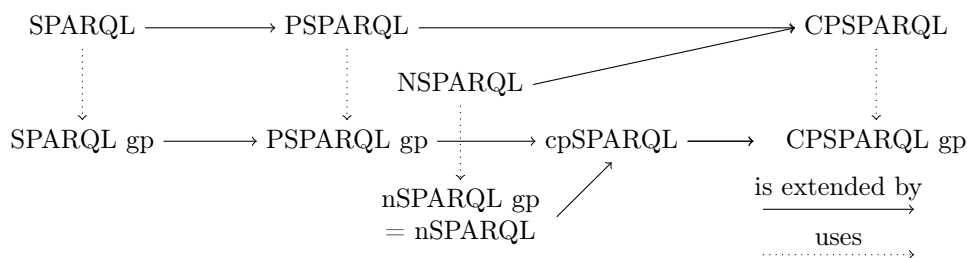 SPARQL PSPARQL CPSPARQL
NSPARQL
SPARQL gp PSPARQL gp cpSPARQL CPSPARQL gp
nSPARQL gp
= nSPARQL
is extended by
uses